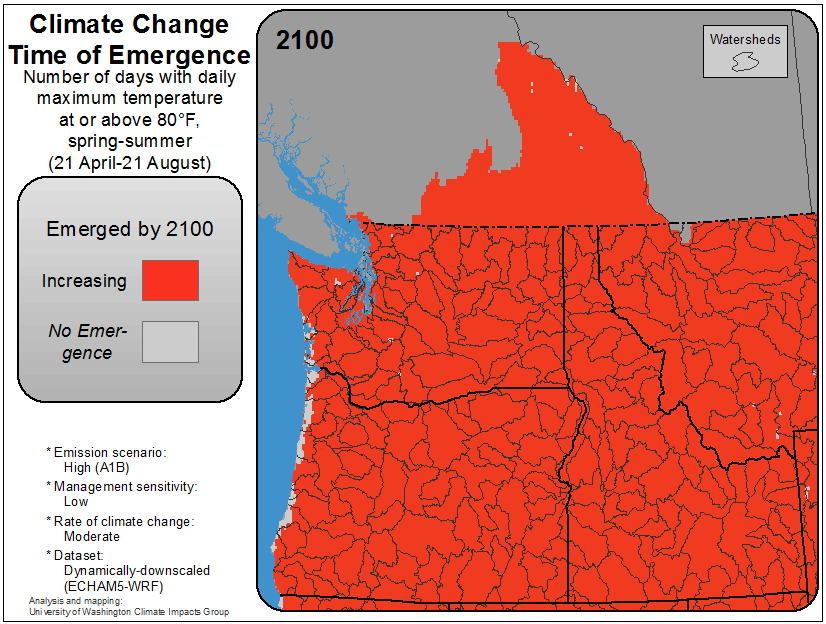 Climate Change
Time of Emergence
Number of days with daily
maximum temperature
at or above 80°F,
spring-summer
(21 April-21 August)
Emerged by 2100
Increasing
No Emer-
gence
* Emission scenario:
High (A1B)
* Management sensitivity:
Low
* Rate of climate change:
Moderate
* Dataset:
Dynamically-downscaled
(ECHAM5-WRF)
Analysis and mapping:
University of Washington Climate Impacts Group
2100
Watersheds